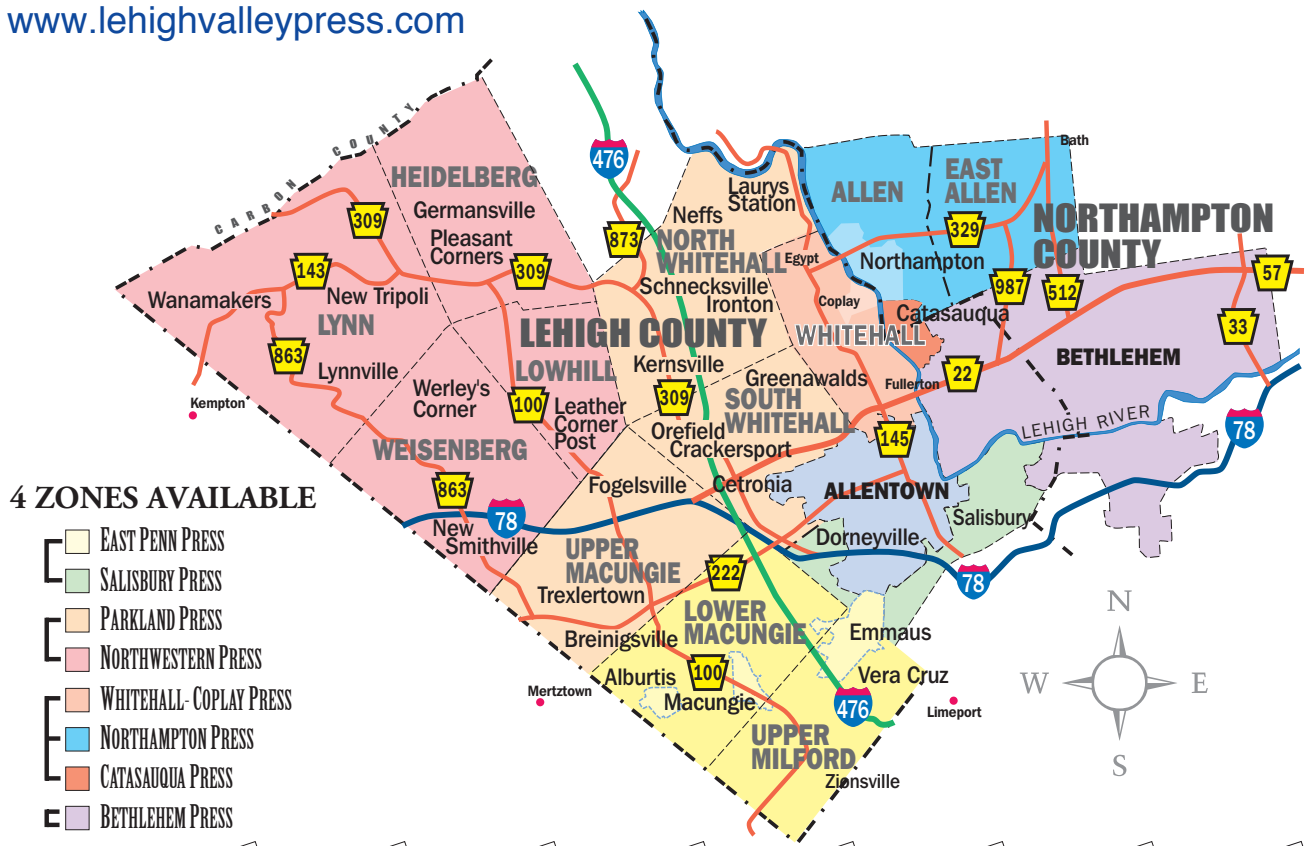 www.lehighvalleypress.com
CARBON COUNTY
476
Bath
HEIDELBERG
ALLEN
EAST
ALLEN
Laurys
Station
Germansville
Neffs
309
873
329
NORTHAMPTON
COUNTY
Pleasant
Corners
NORTH
WHITEHALL
Egypt
Northampton
143
309
57
Wanamakers
New Tripoli
Schnecksville
Ironton
Coplay
987
512
LYNN
LEHIGH COUNTY
WHITEHALL
Catasauqua
33
863
Lynnville
LOWHILL
Kernsville
BETHLEHEM
Werley's
Corner
Greenawalds
Fullerton
22
Kempton
100
Leather
Corner
Post
309
SOUTH
WHITEHALL
LEHIGH RIVER
78
WEISENBERG
Orefield
Crackersport
145
4 ZONES AVAILABLE
863
Fogelsville
Cetronia
ALLENTOWN
78
New
Smithville
Salisbury
Dorneyville
EAST PENN PRESS
SALISBURY PRESS
PARKLAND PRESS
NORTHWESTERN PRESS
WHITEHALL-COPLAY PRESS
NORTHAMPTON PRESS
CATASAUQUA PRESS
BETHLEHEM PRESS
UPPER
MACUNGIE
222
78
Trexlertown
LOWER
MACUNGIE
Breinigsville
Emmaus
Alburtis
100
Vera Cruz
Mertztown
Macungie
476
Limeport
UPPER
MILFORD
Zionsville
N
W
E
S